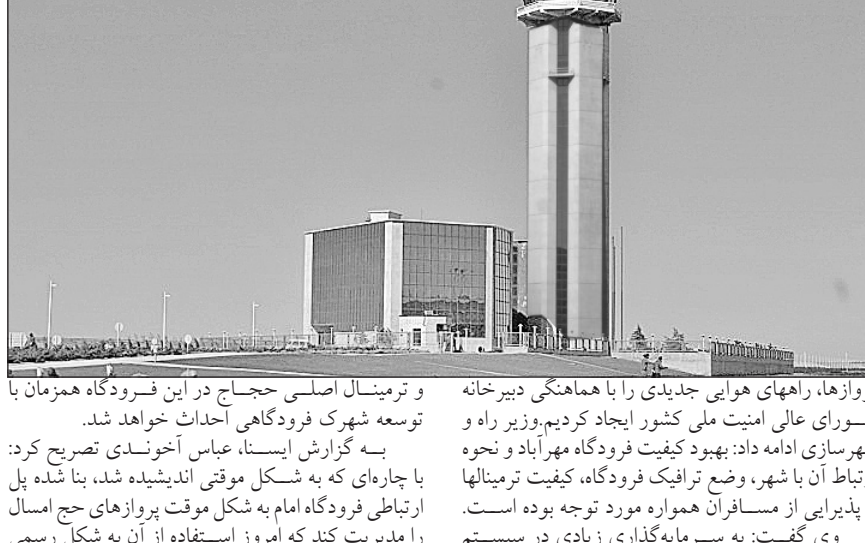 روازها، راههای هوایی جدیدی را با هماهنگی دبیرخانه
ـورای عالی امنیت ملی کشور ایجاد کردیم.وزیر راه و
هرسازی ادامه داد: بهبود کیفیت فرودگاه مهرآباد و نحوه
تباط آن با شهر، وضع ترافیک فرودگاه، کیفیت ترمینالها
پذیرایی از مسافران همواره مورد توجه بوده است.
وی گفت: به سرمایه‌گذاری زیادی در سیستم
و ترمینال اصلی حجاج در این فرودگاه همزمان با
توسعه شهرک فرودگاهی احداث خواهد شد.
به گزارش ایسنا، عباس آخوندی تصریح کرد:
با چاره‌ای که به شکل موقتی اندیشیده شد، بنا شده پل
ارتباطی فرودگاه امام به شکل موقت پروازهای حج امسال
را مدیریت کند که امروز استفاده از آن به شکل رسمی